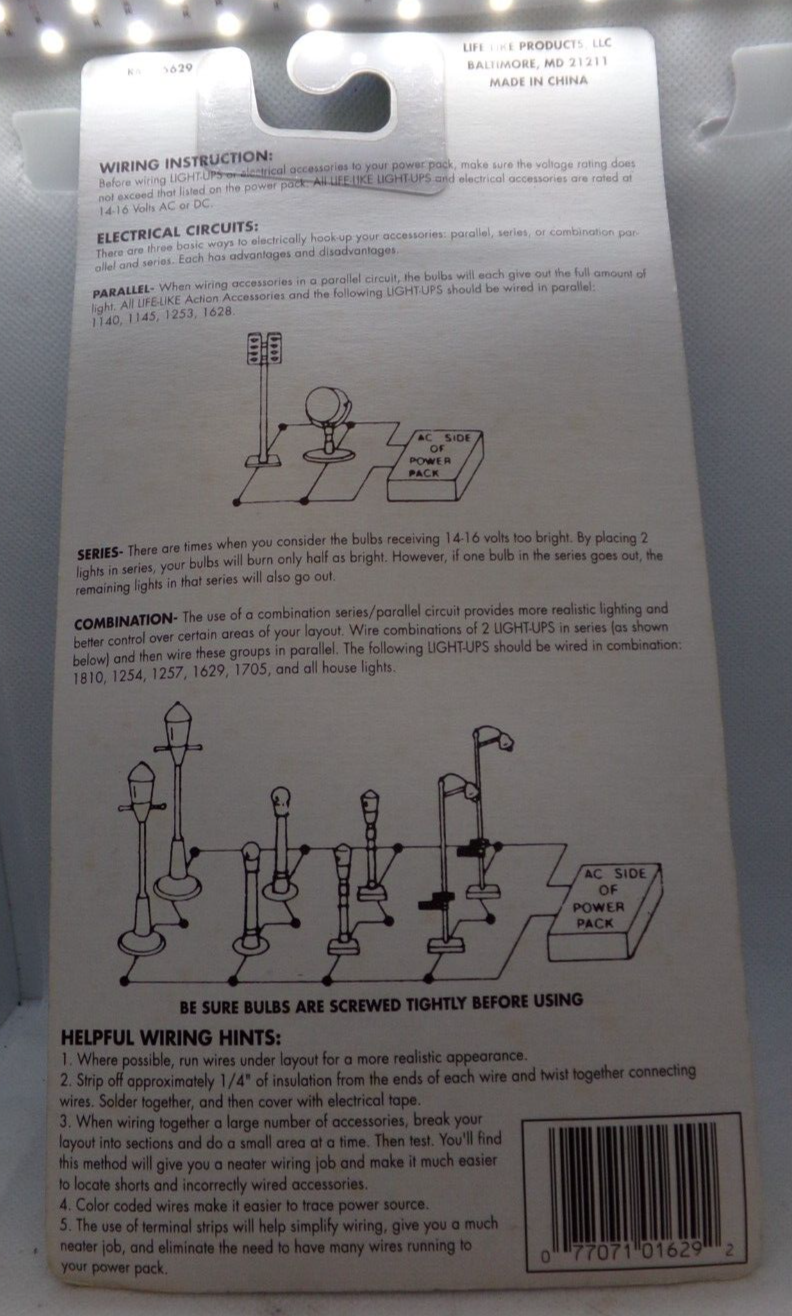 5629
LIFE LIKE PRODUCTS, LLC
BALTIMORE, MD 21211
MADE IN CHINA
WIRING INSTRUCTION:
Before wiring LIGHT-UPS or electrical accessories to your power pack, make sure the voltage rating does
not exceed that listed on the power pack. All LIFE-LIKE LIGHT-UPS and electrical accessories are rated at
14-16 Volts AC or DC.
ELECTRICAL CIRCUITS:
There are three basic ways to electrically hook-up your accessories: parallel, series, or combination par-
allel and series. Each has advantages and disadvantages.
PARALLEL- When wiring accessories in a parallel circuit, the bulbs will each give out the full amount of
light. All LIFE-LIKE Action Accessories and the following LIGHT-UPS should be wired in parallel:
1140, 1145, 1253, 1628.
AC SIDE
OF
POWER
PACK
SERIES- There are times when you consider the bulbs receiving 14-16 volts too bright. By placing 2
lights in series, your bulbs will burn only half as bright. However, if one bulb in the series goes out, the
remaining lights in that series will also go out.
COMBINATION- The use of a combination series/parallel circuit provides more realistic lighting and
better control over certain areas of your layout. Wire combinations of 2 LIGHT-UPS in series (as shown
below) and then wire these groups in parallel. The following LIGHT-UPS should be wired in combination:
1810, 1254, 1257, 1629, 1705, and all house lights.
AC SIDE
OF
POWER
PACK
BE SURE BULBS ARE SCREWED TIGHTLY BEFORE USING
HELPFUL WIRING HINTS:
1. Where possible, run wires under layout for a more realistic appearance.
2. Strip off approximately 1/4" of insulation from the ends of each wire and twist together connecting
wires. Solder together, and then cover with electrical tape.
3. When wiring together a large number of accessories, break your
layout into sections and do a small area at a time. Then test. You'll find
this method will give you a neater wiring job and make it much easier
to locate shorts and incorrectly wired accessories.
4. Color coded wires make it easier to trace power source.
5. The use of terminal strips will help simplify wiring, give you a much
neater job, and eliminate the need to have many wires running to
your power pack.
0 77071 01629 2